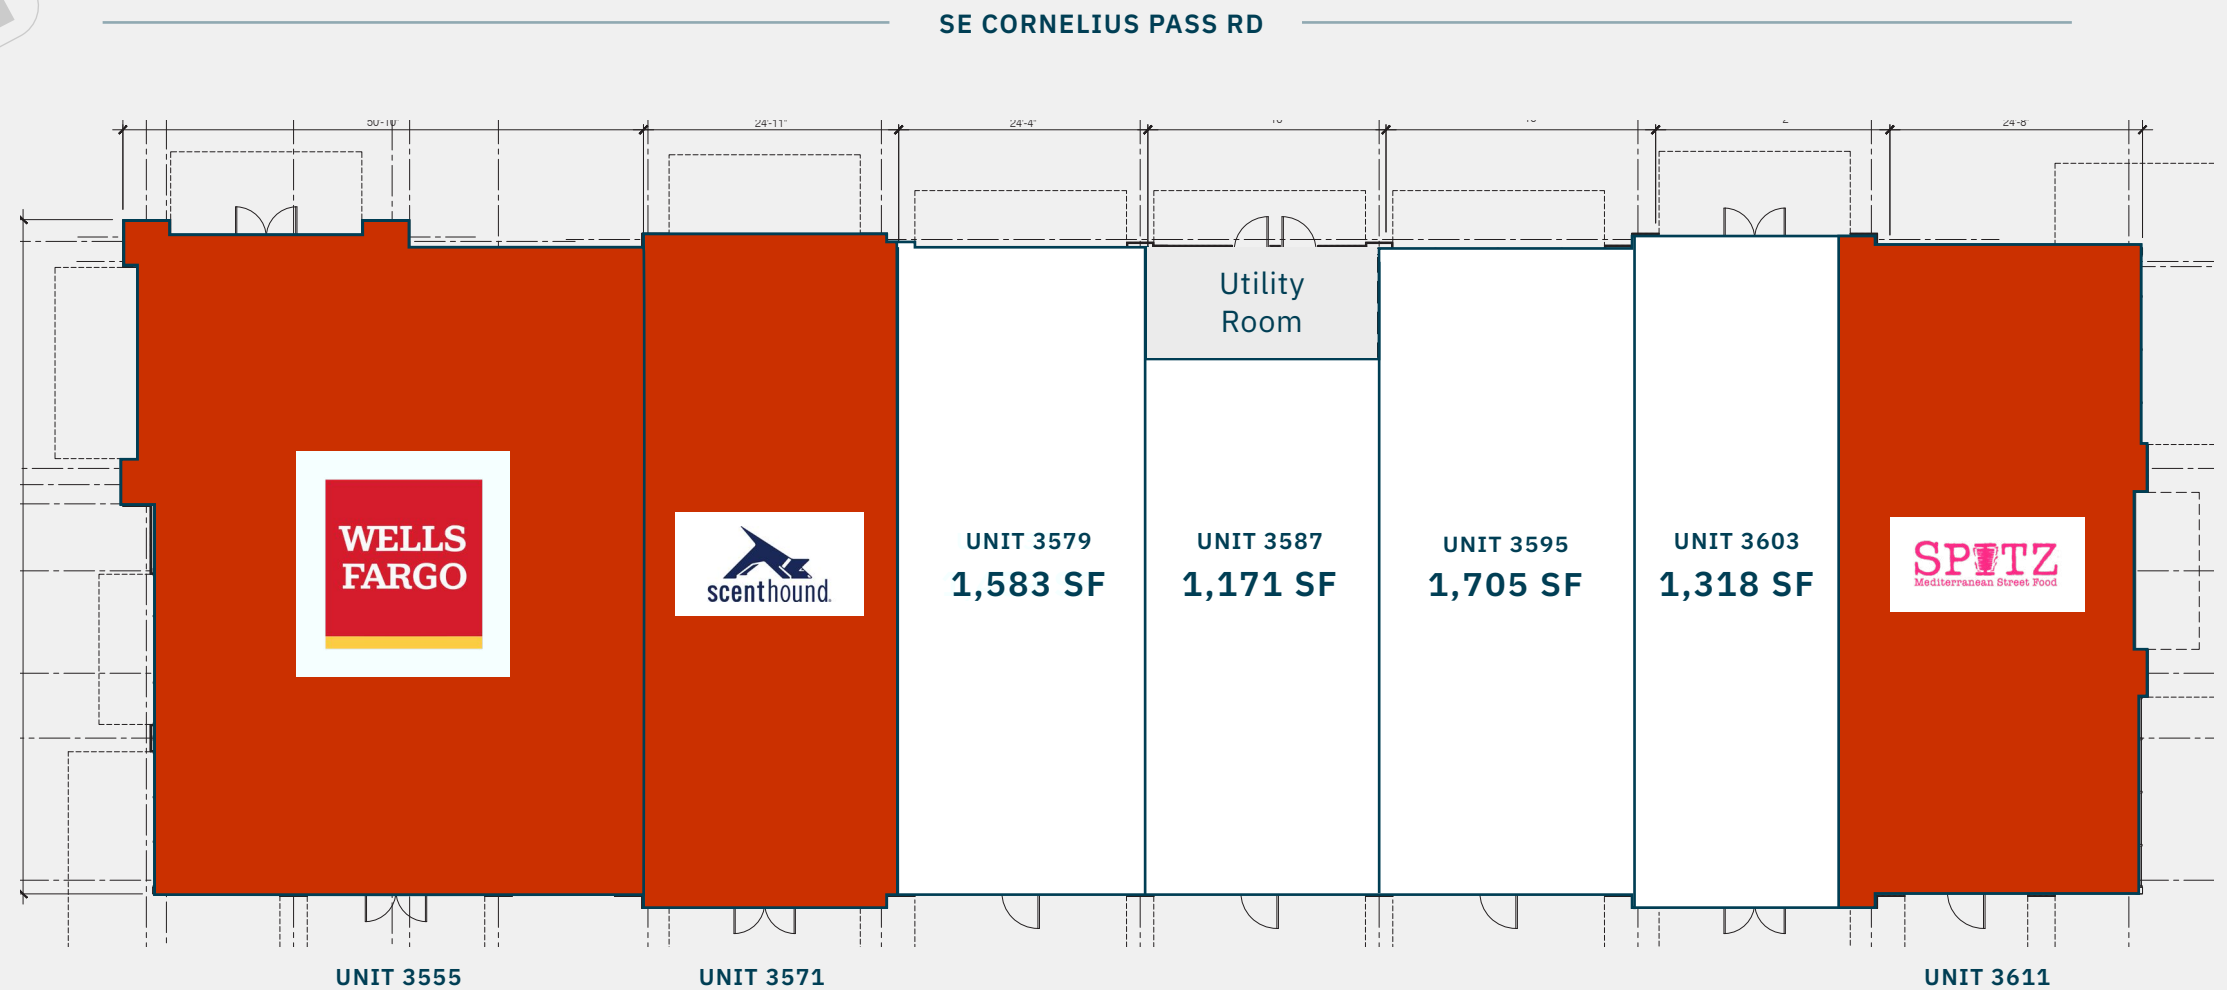 SE CORNELIUS PASS RD
50'-10"
24'-11"
24'-4"
24'-8"
Utility
Room
WELLS
FARGO
scenthound
UNIT 3579
1,583 SF
UNIT 3587
1,171 SF
UNIT 3595
1,705 SF
UNIT 3603
1,318 SF
SPITZ
Mediterranean Street Food
UNIT 3555
UNIT 3571
UNIT 3611